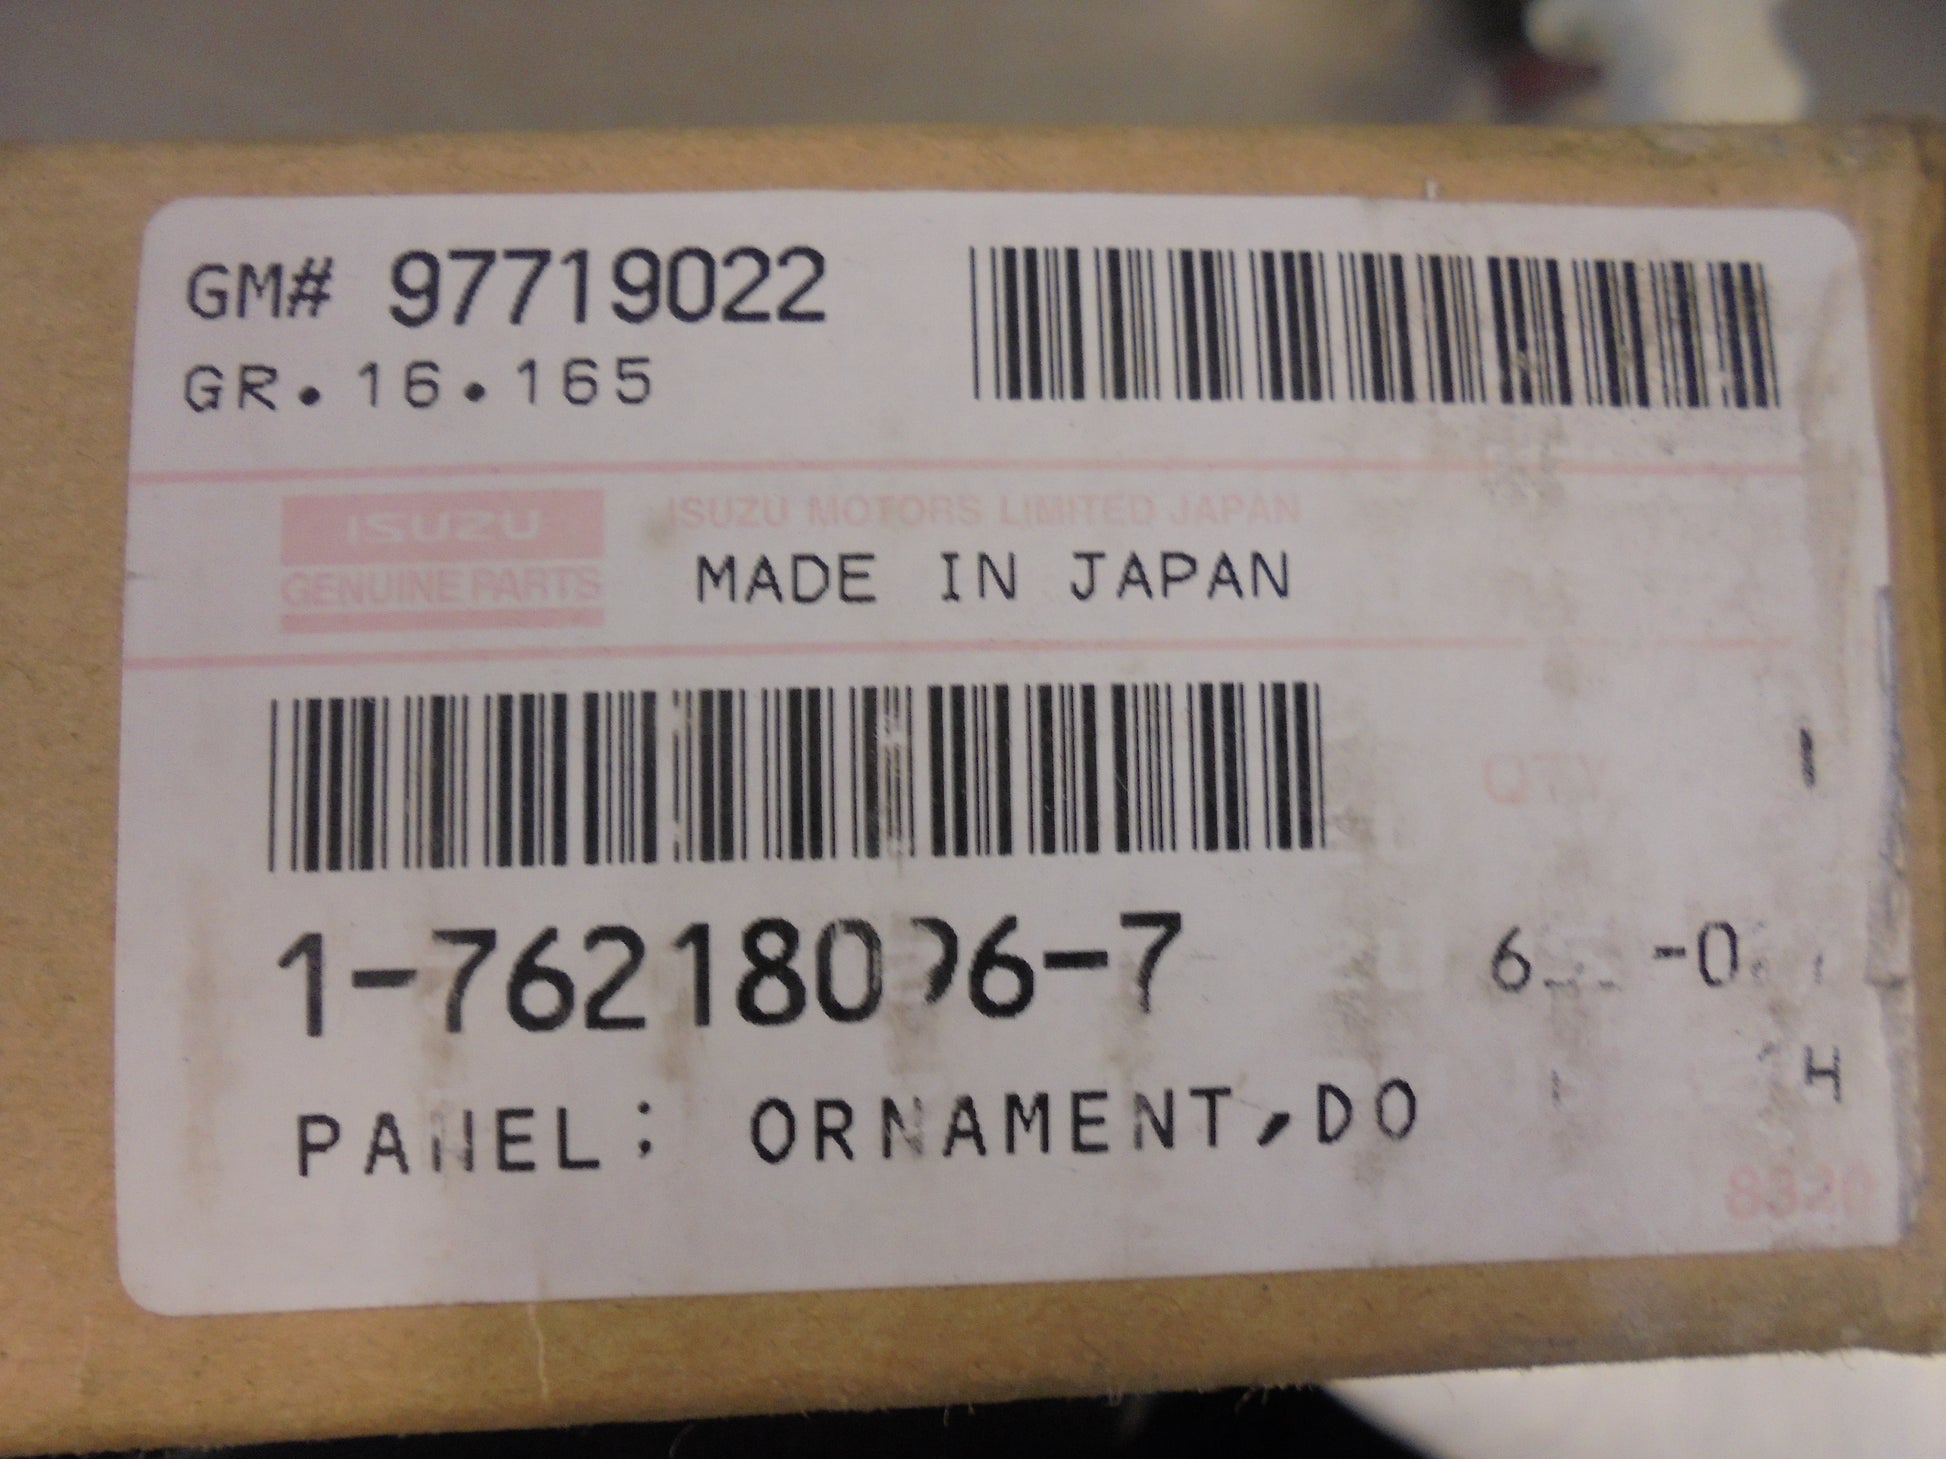 GM# 97719022
GR.16.165
ISUZU
GENUINE PARTS
ISUZU MOTORS LIMITED JAPAN
MADE IN JAPAN
QTY
PANEL: ORNAMENT,DO
H